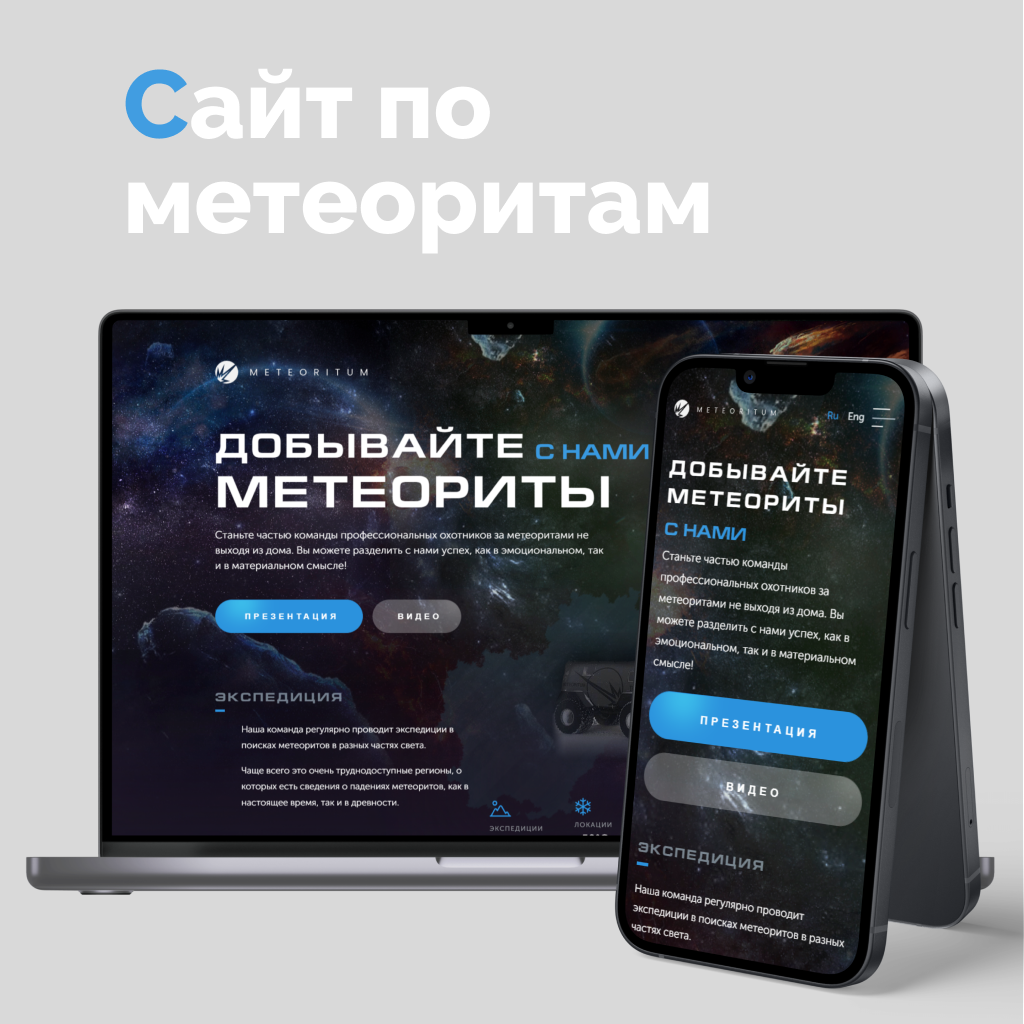 Сайт по
метеоритам
METEORITUM
ДОБЫВАЙТЕ С НАМИ
МЕТЕОРИТЫ
Станьте частью команды профессиональных охотников за метеоритами не
выходя из дома. Вы можете разделить с нами успех, как в эмоциональном, так
и в материальном смысле!
ПРЕЗЕНТАЦИЯ ВИДЕО
ЭКСПЕДИЦИЯ
Наша команда регулярно проводит экспедиции в
поисках метеоритов в разных частях света.
Чаще всего это очень труднодоступные регионы, о
которых есть сведения о падениях метеоритов, как в
настоящее время, так и в древности.
ЭКСПЕДИЦИИ ЛОКАЦИИ
METEORITUM Ru Eng
ДОБЫВАЙТЕ
МЕТЕОРИТЫ
С НАМИ
Станьте частью команды
профессиональных охотников за
метеоритами не выходя из дома. Вы
можете разделить с нами успех, как в
эмоциональном, так и в материальном
смысле!
ПРЕЗЕНТАЦИЯ
ВИДЕО
ЭКСПЕДИЦИЯ
Наша команда регулярно проводит
экспедиции в поисках метеоритов в разных
частях света.